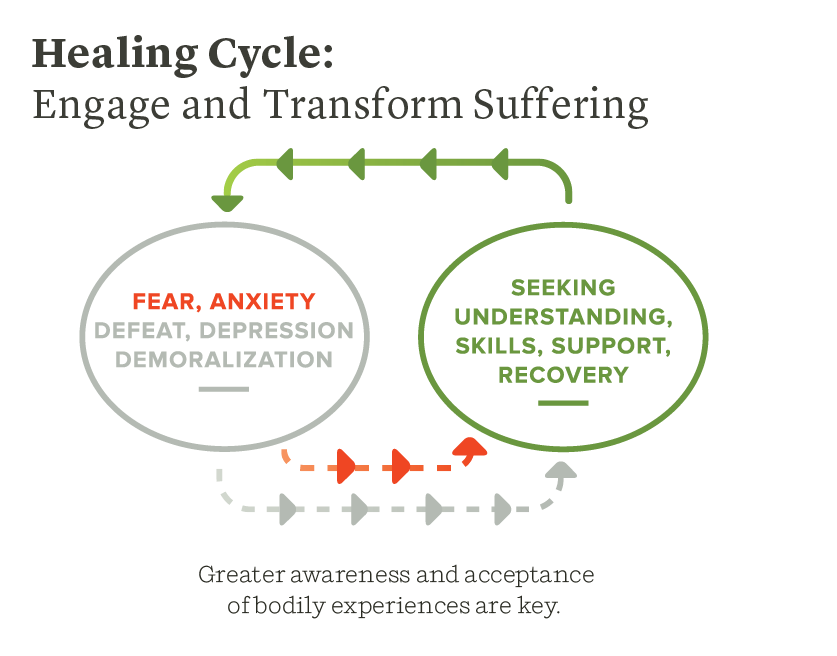 Healing Cycle:
Engage and Transform Suffering
FEAR, ANXIETY
DEFEAT, DEPRESSION
DEMORALIZATION
SEEKING
UNDERSTANDING,
SKILLS, SUPPORT,
RECOVERY
Greater awareness and acceptance
of bodily experiences are key.